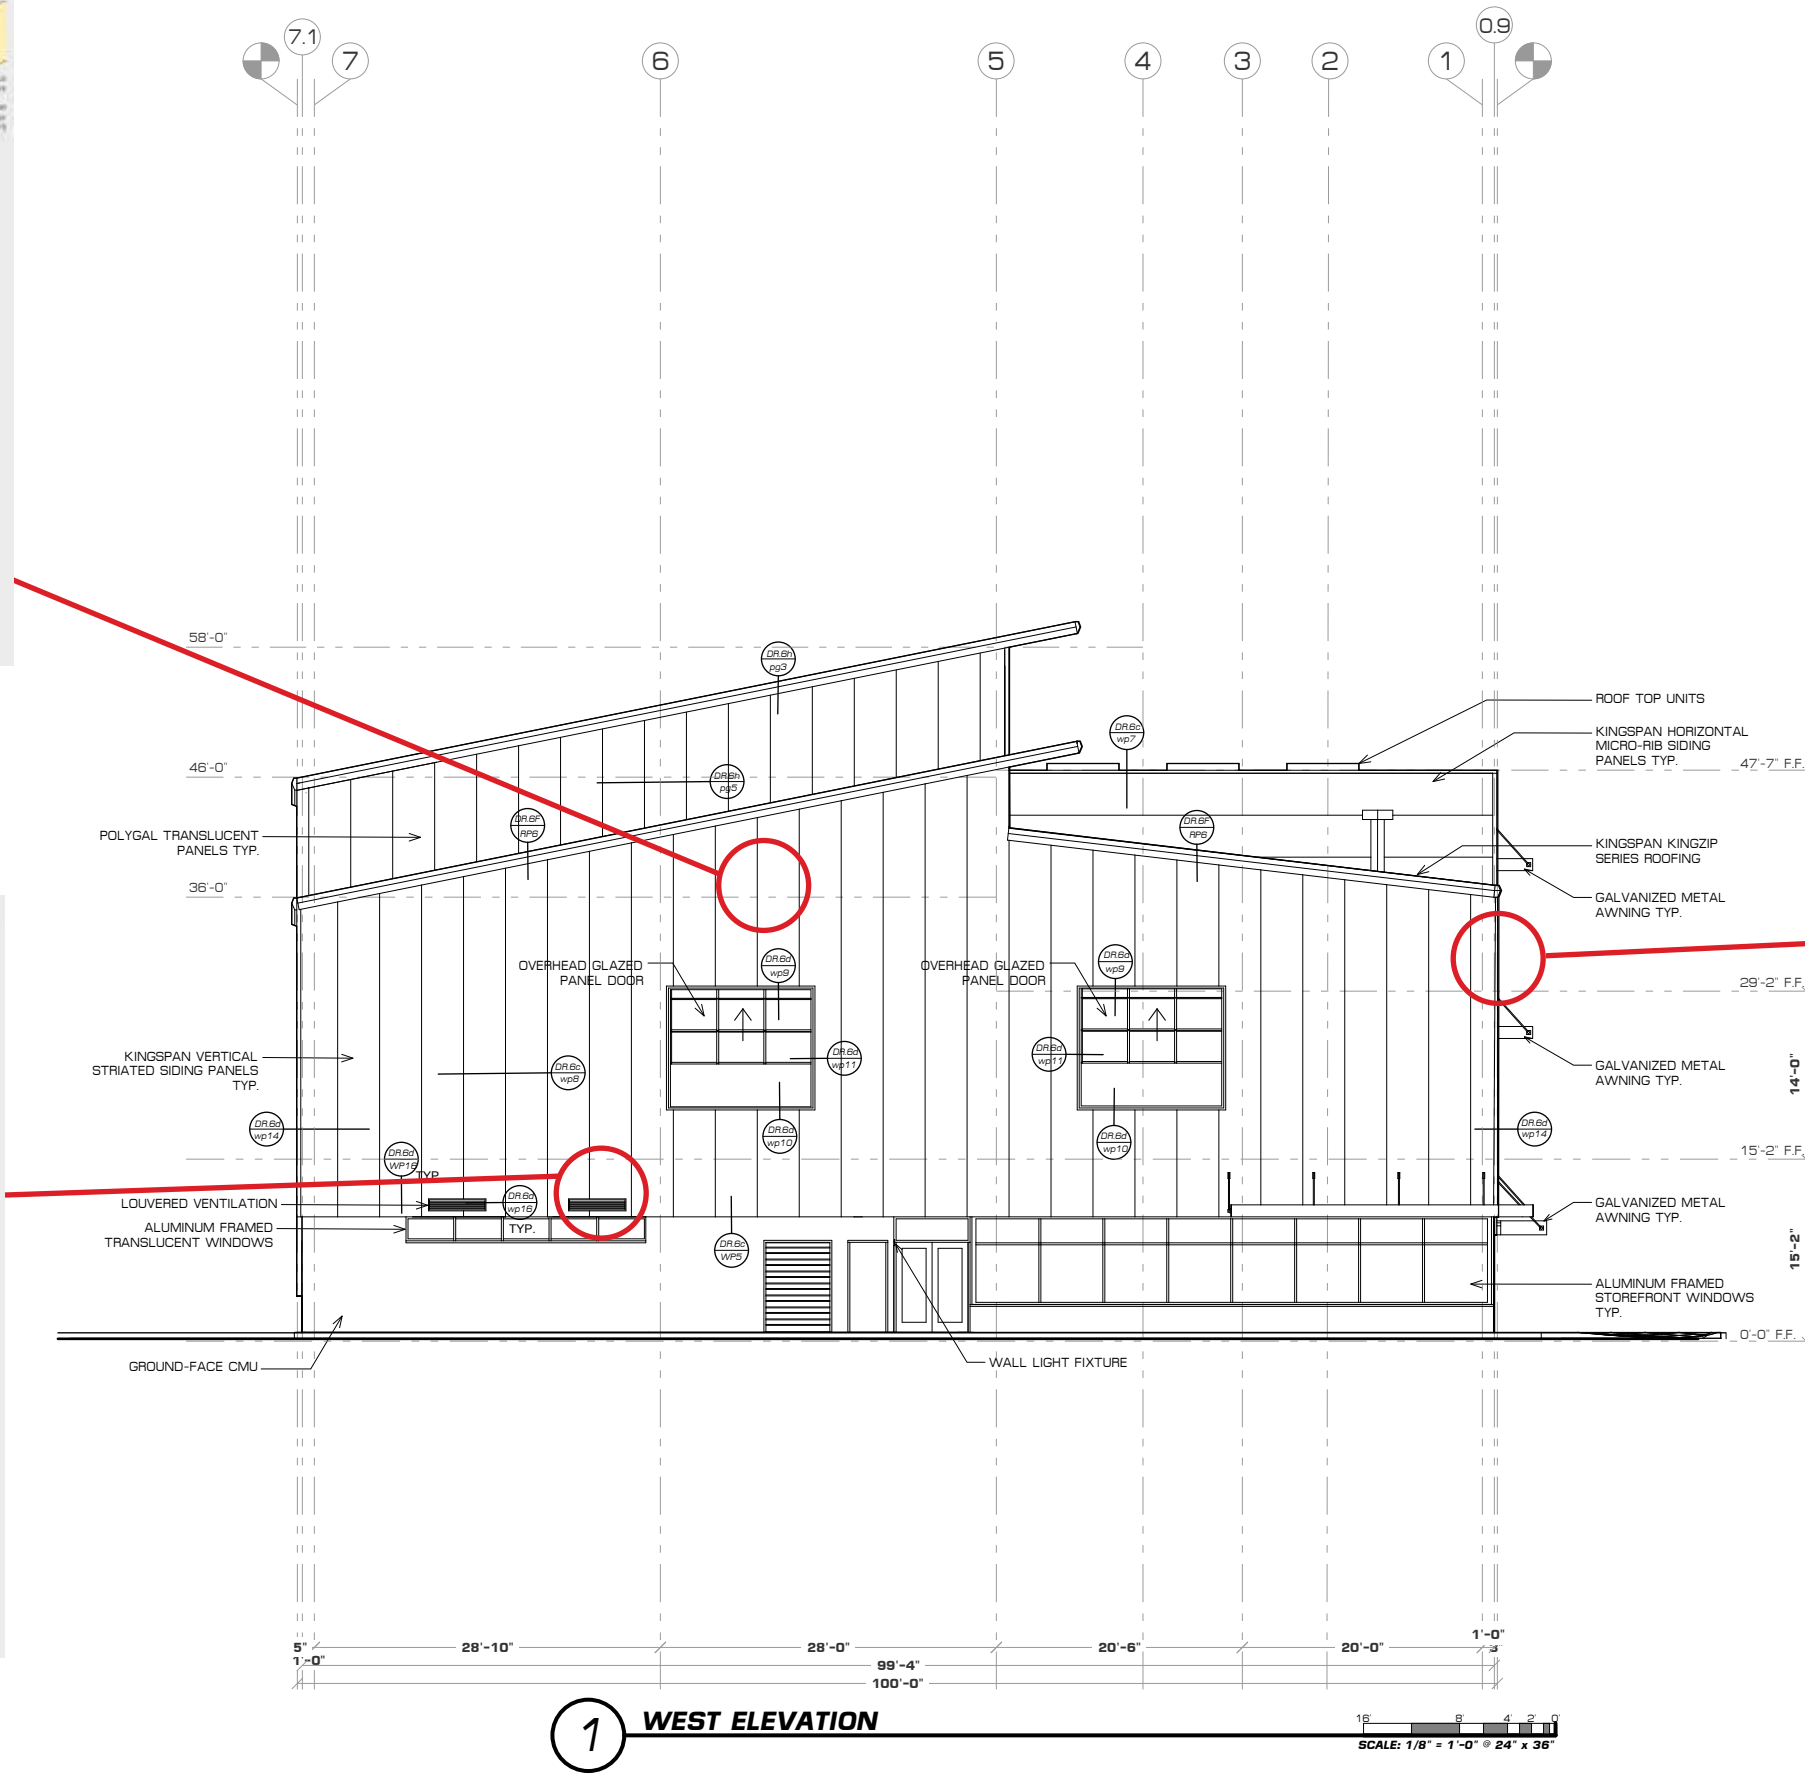 7.1
7
6
5
4
3
2
1
0.9
58'-0"
46'-0"
36'-0"
DR.6h
pg3
DR.6h
pg5
DR.6F
RP6
DR.6c
wp7
DR.6F
RP6
ROOF TOP UNITS
KINGSPAN HORIZONTAL
MICRO-RIB SIDING
PANELS TYP.
47'-7" F.F.
POLYGAL TRANSLUCENT
PANELS TYP.
KINGSPAN KINGZIP
SERIES ROOFING
GALVANIZED METAL
AWNING TYP.
OVERHEAD GLAZED
PANEL DOOR
DR.6d
wp9
OVERHEAD GLAZED
PANEL DOOR
DR.6d
wp9
29'-2" F.F.
KINGSPAN VERTICAL
STRIATED SIDING PANELS
TYP.
DR.6c
wp8
DR.6d
wp11
DR.6d
wp11
GALVANIZED METAL
AWNING TYP.
14'-0"
DR.6d
wp14
DR.6d
wp10
DR.6d
wp10
DR.6d
wp14
DR.6d
WP16
TYP.
15'-2" F.F.
LOUVERED VENTILATION
DR.6d
wp16
TYP.
GALVANIZED METAL
AWNING TYP.
ALUMINUM FRAMED
TRANSLUCENT WINDOWS
DR.6c
WP5
15'-2"
ALUMINUM FRAMED
STOREFRONT WINDOWS
TYP.
0'-0" F.F.
GROUND-FACE CMU
WALL LIGHT FIXTURE
5"
28'-10"
28'-0"
20'-6"
20'-0"
1'-0"
3"
1'-0"
99'-4"
100'-0"
1
WEST ELEVATION
16' 8' 4' 2' 0'
SCALE: 1/8" = 1'-0" @ 24" x 36"